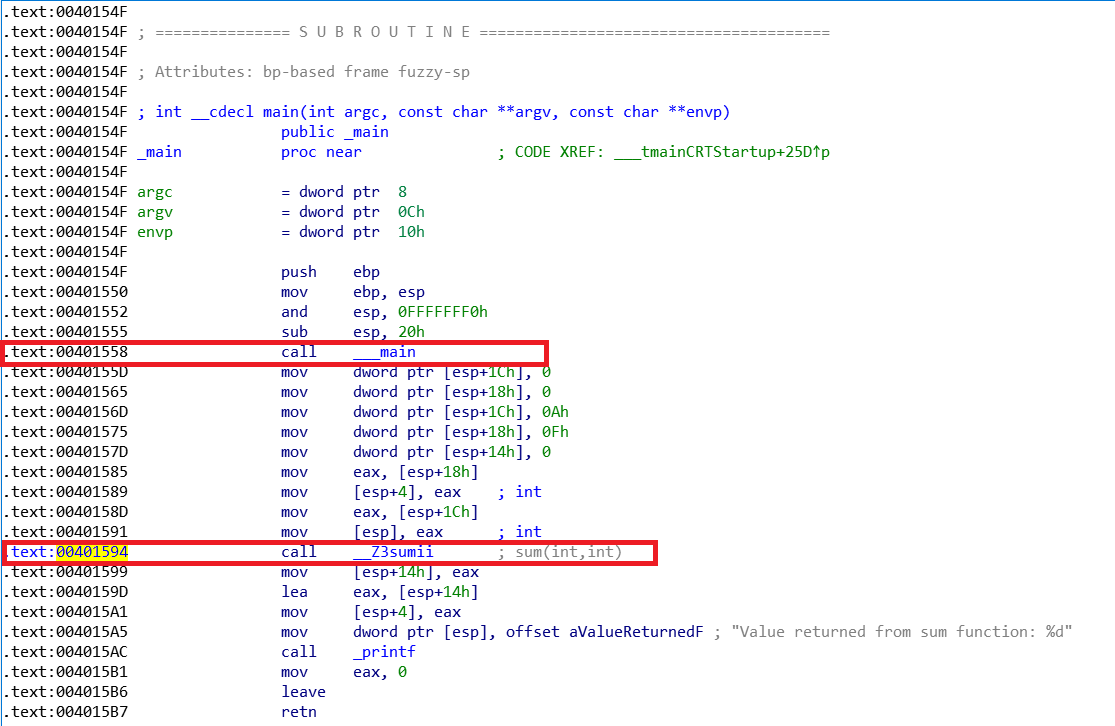 .text:0040154F
.text:0040154F ; =============== S U B R O U T I N E =======================================
.text:0040154F
.text:0040154F ; Attributes: bp-based frame fuzzy-sp
.text:0040154F
.text:0040154F ; int __cdecl main(int argc, const char **argv, const char **envp)
.text:0040154F                 public _main
.text:0040154F _main           proc near               ; CODE XREF: ___tmainCRTStartup+25D↑p
.text:0040154F
.text:0040154F argc            = dword ptr  8
.text:0040154F argv            = dword ptr  0Ch
.text:0040154F envp            = dword ptr  10h
.text:0040154F
.text:0040154F                 push    ebp
.text:00401550                 mov     ebp, esp
.text:00401552                 and     esp, 0FFFFFFF0h
.text:00401555                 sub     esp, 20h
.text:00401558                 call    ___main
.text:0040155D                 mov     dword ptr [esp+1Ch], 0
.text:00401565                 mov     dword ptr [esp+18h], 0
.text:0040156D                 mov     dword ptr [esp+1Ch], 0Ah
.text:00401575                 mov     dword ptr [esp+18h], 0Fh
.text:0040157D                 mov     dword ptr [esp+14h], 0
.text:00401585                 mov     eax, [esp+18h]
.text:00401589                 mov     [esp+4], eax    ; int
.text:0040158D                 mov     eax, [esp+1Ch]
.text:00401591                 mov     [esp], eax      ; int
.text:00401594                 call    __Z3sumii       ; sum(int,int)
.text:00401599                 mov     [esp+14h], eax
.text:0040159D                 lea     eax, [esp+14h]
.text:004015A1                 mov     [esp+4], eax
.text:004015A5                 mov     dword ptr [esp], offset aValueReturnedF ; "Value returned from sum function: %d"
.text:004015AC                 call    _printf
.text:004015B1                 mov     eax, 0
.text:004015B6                 leave
.text:004015B7                 retn